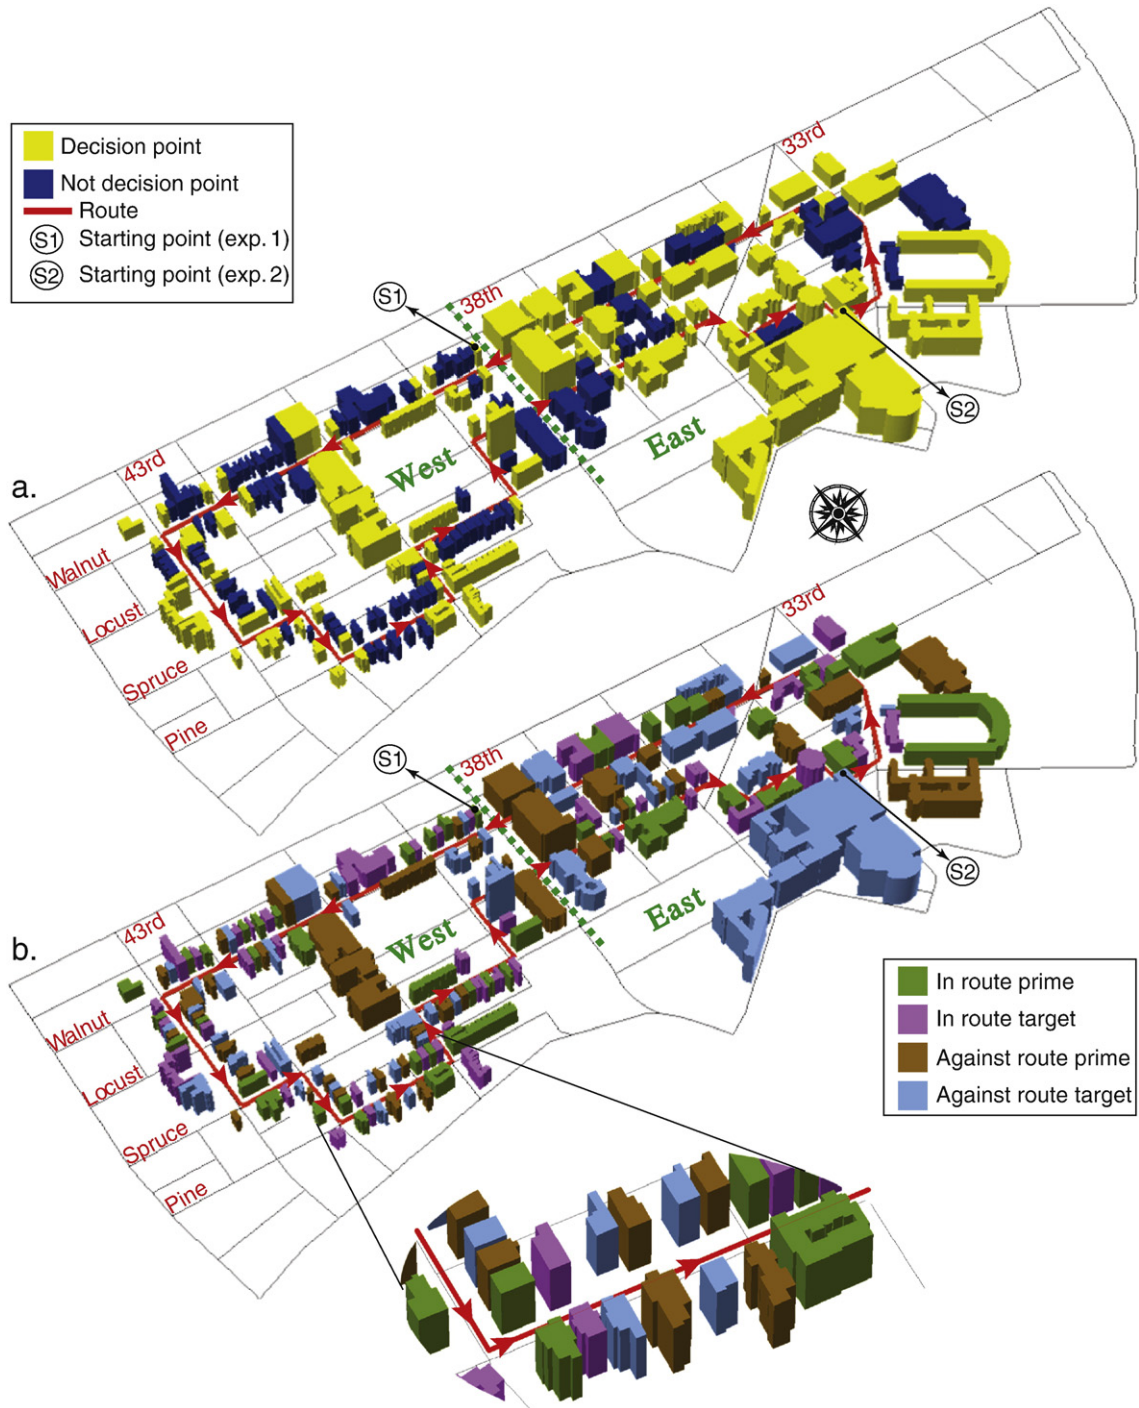 33rd
Decision point
Not decision point
Route
S1 Starting point (exp. 1)
S2 Starting point (exp. 2)
38th
S1
S2
43rd
West
East
a.
Walnut
Locust
Spruce
Pine
33rd
38th
S1
S2
43rd
West
East
b.
Walnut
Locust
Spruce
Pine
In route prime
In route target
Against route prime
Against route target